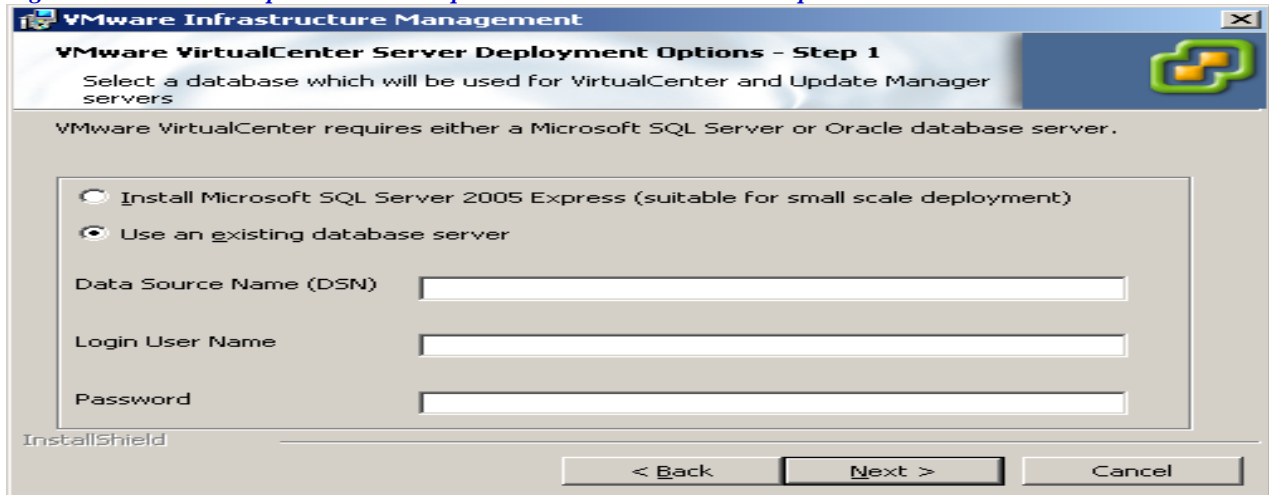 VMware Infrastructure Management
VMware VirtualCenter Server Deployment Options - Step 1
Select a database which will be used for VirtualCenter and Update Manager
servers
VMware VirtualCenter requires either a Microsoft SQL Server or Oracle database server.
Install Microsoft SQL Server 2005 Express (suitable for small scale deployment)
Use an existing database server
Data Source Name (DSN)
Login User Name
Password
InstallShield
< Back
Next >
Cancel